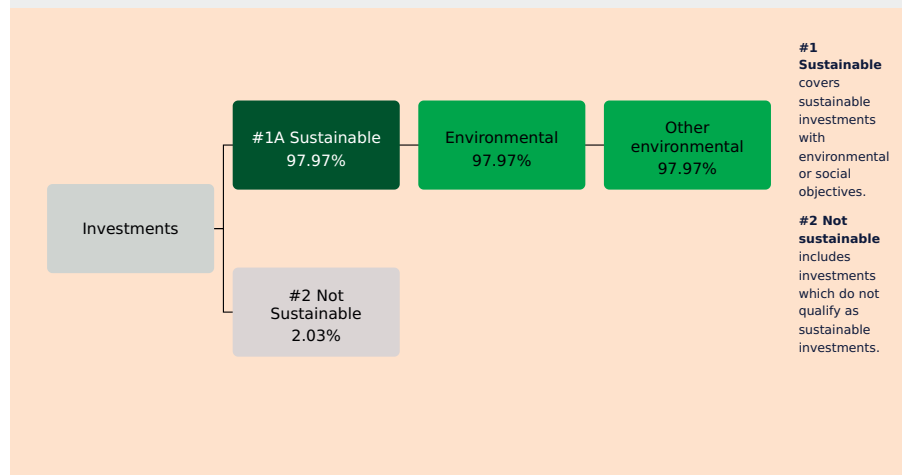 Investments
#1A Sustainable
97.97%
Environmental
97.97%
Other
environmental
97.97%
#2 Not
Sustainable
2.03%
#1
Sustainable
covers
sustainable
investments
with
environmental
or social
objectives.
#2 Not
sustainable
includes
investments
which do not
qualify as
sustainable
investments.